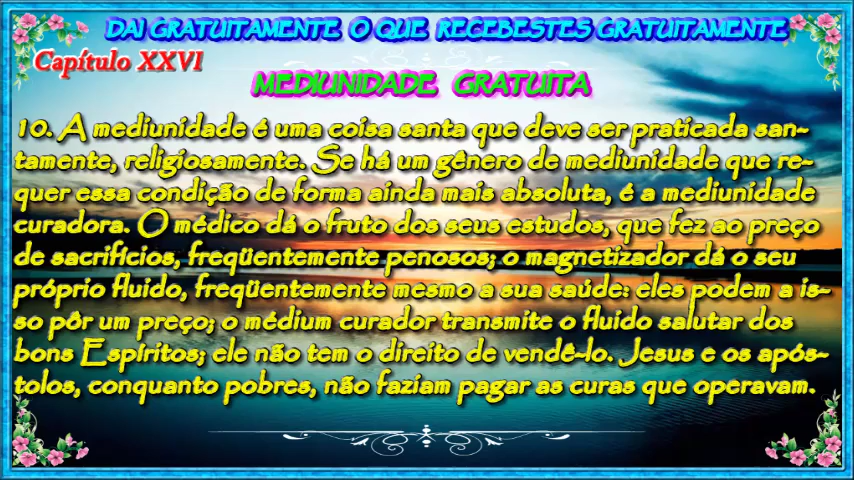 DAI GRATUITAMENTE O QUE RECEBESTES GRATUITAMENTE
Capítulo XXVI
MEDIUNIDADE GRATUITA
10. A mediunidade é uma coisa santa que deve ser praticada san-
tamente, religiosamente. Se há um gênero de mediunidade que re-
quer essa condição de forma ainda mais absoluta, é a mediunidade
curadora. O médico dá o fruto dos seus estudos, que fez ao preço
de sacrifícios, freqüentemente penosos; o magnetizador dá o seu
próprio fluido, freqüentemente mesmo a sua saúde: eles podem a is-
so pôr um preço; o médium curador transmite o fluido salutar dos
bons Espíritos; ele não tem o direito de vendê-lo. Jesus e os após-
tolos, conquanto pobres, não faziam pagar as curas que operavam.